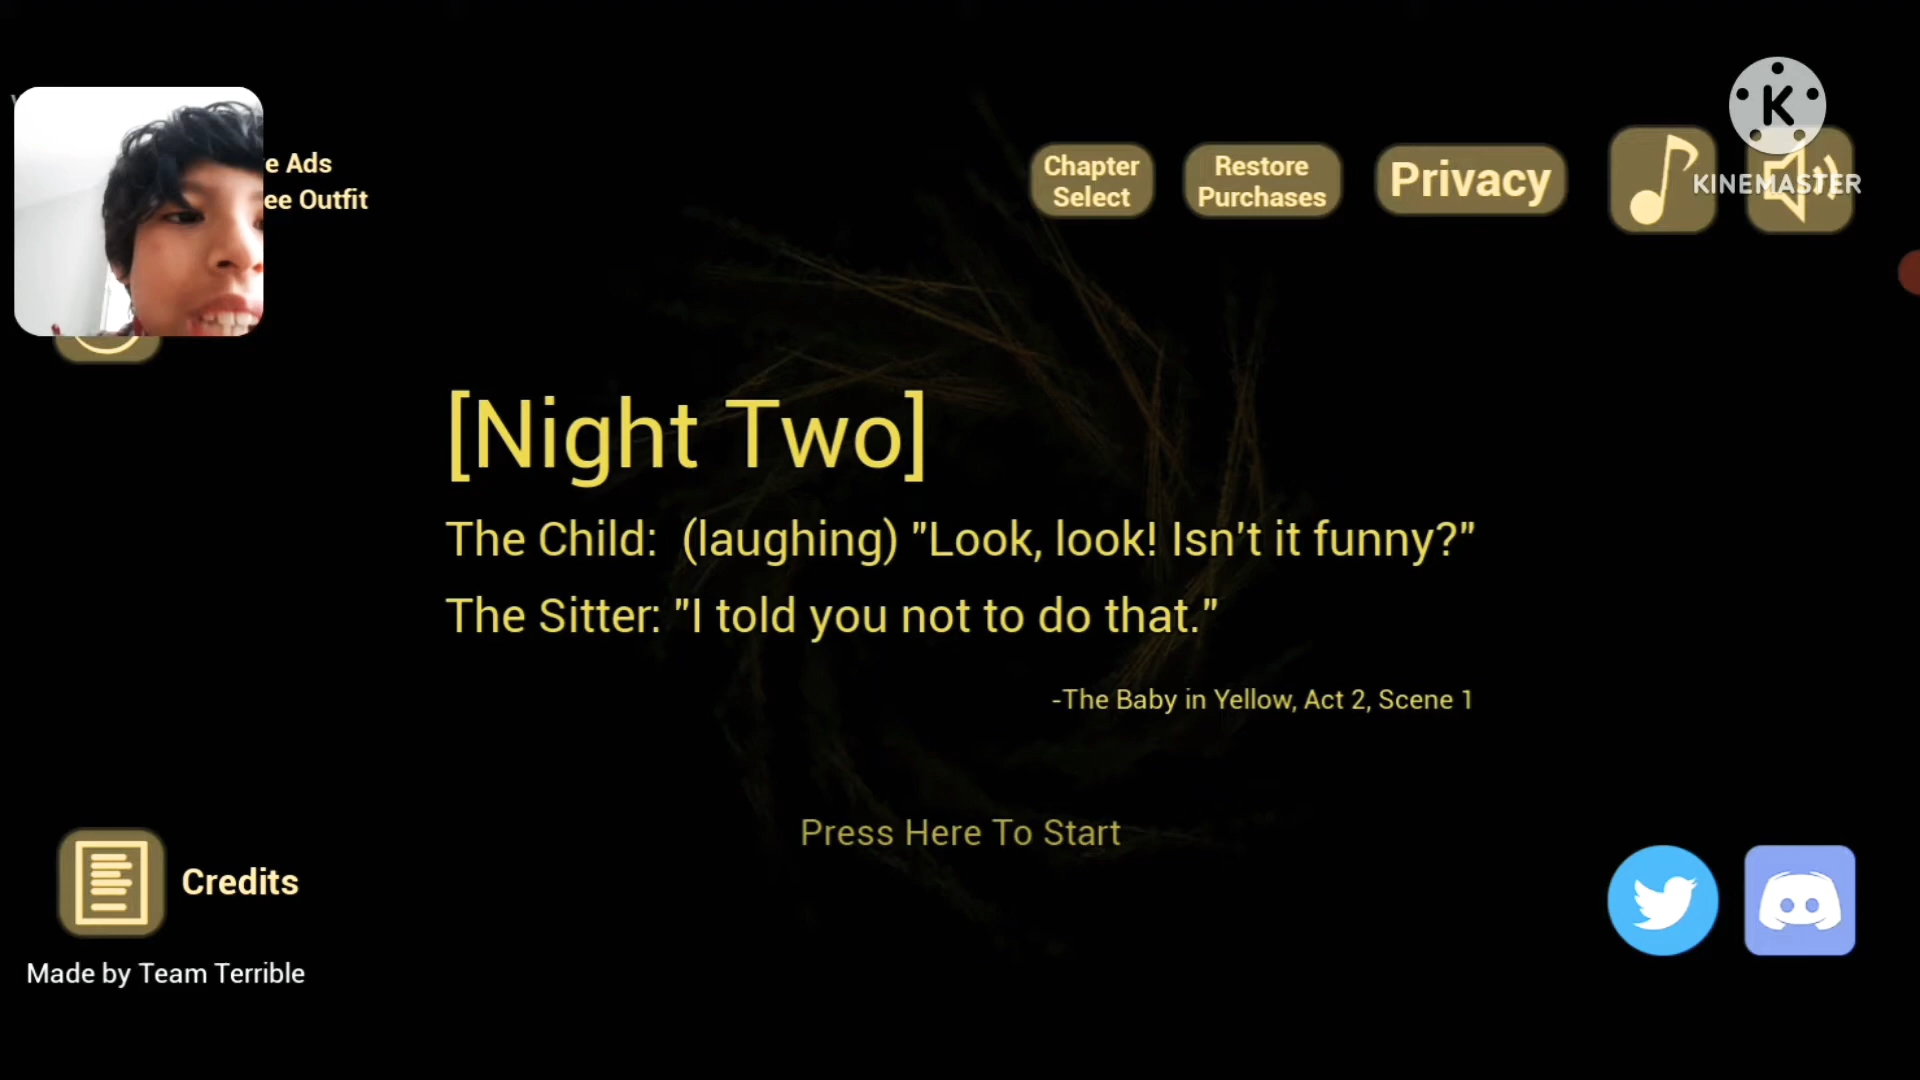 e Ads
ee Outfit
Chapter
Select
Restore
Purchases
Privacy
K
KINEMASTER
[Night Two]
The Child: (laughing) "Look, look! Isn't it funny?"
The Sitter: "I told you not to do that."
-The Baby in Yellow, Act 2, Scene 1
Press Here To Start
Credits
Made by Team Terrible